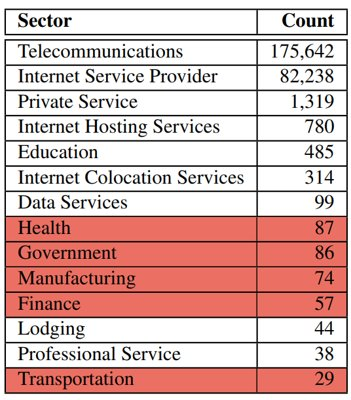 Sector Count
Telecommunications 175,642
Internet Service Provider 82,238
Private Service 1,319
Internet Hosting Services 780
Education 485
Internet Colocation Services 314
Data Services 99
Health 87
Government 86
Manufacturing 74
Finance 57
Lodging 44
Professional Service 38
Transportation 29